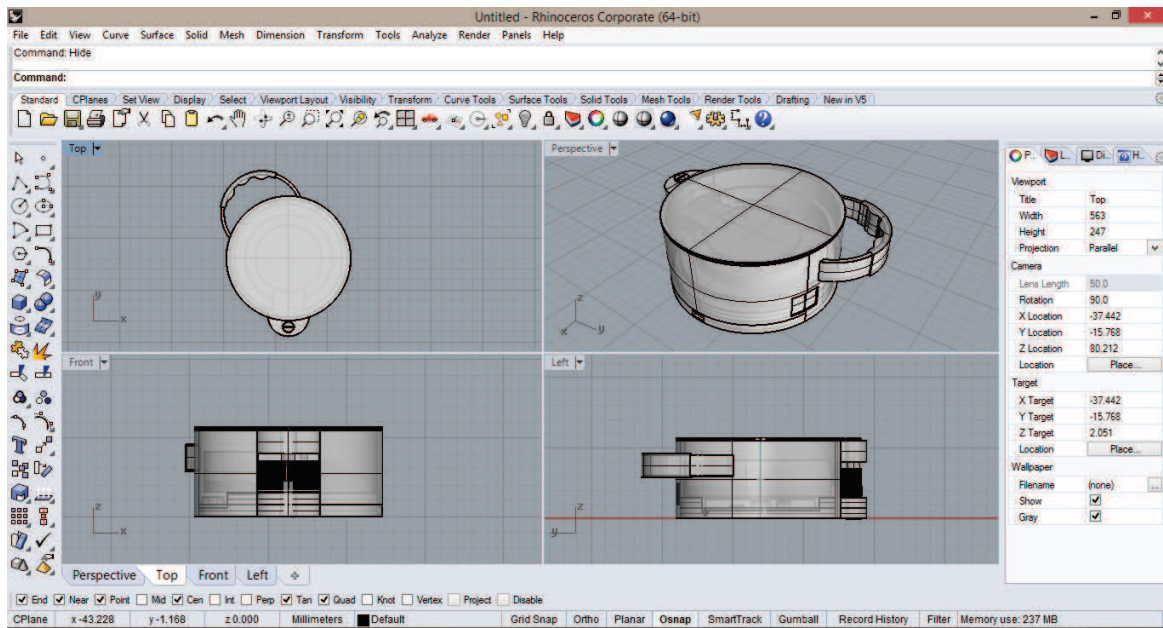 Untitled - Rhinoceros Corporate (64-bit)
File Edit View Curve Surface Solid Mesh Dimension Transform Tools Analyze Render Panels Help
Command: Hide
Command:
Standard CPlanes Set View Display Select Viewport Layout Visibility Transform Curve Tools Surface Tools Solid Tools Mesh Tools Render Tools Drafting New in V5
Top
Perspective
y
x
z
x
y
Front
Left
z
x
z
y
P... L... Di... H...
Viewport
Title Top
Width 563
Height 247
Projection Parallel
Camera
Lens Length 50.0
Rotation 90.0
X Location -37.442
Y Location -15.768
Z Location 80.212
Location Place...
Target
X Target -37.442
Y Target -15.768
Z Target 2.051
Location Place...
Wallpaper
Filename (none) ...
Show
Gray
Perspective Top Front Left
End Near Point Mid Cen Int Perp Tan Quad Knot Vertex Project Disable
CPlane x -43.228 y -1.168 z 0.000 Millimeters Default Grid Snap Ortho Planar Osnap SmartTrack Gumball Record History Filter Memory use: 237 MB